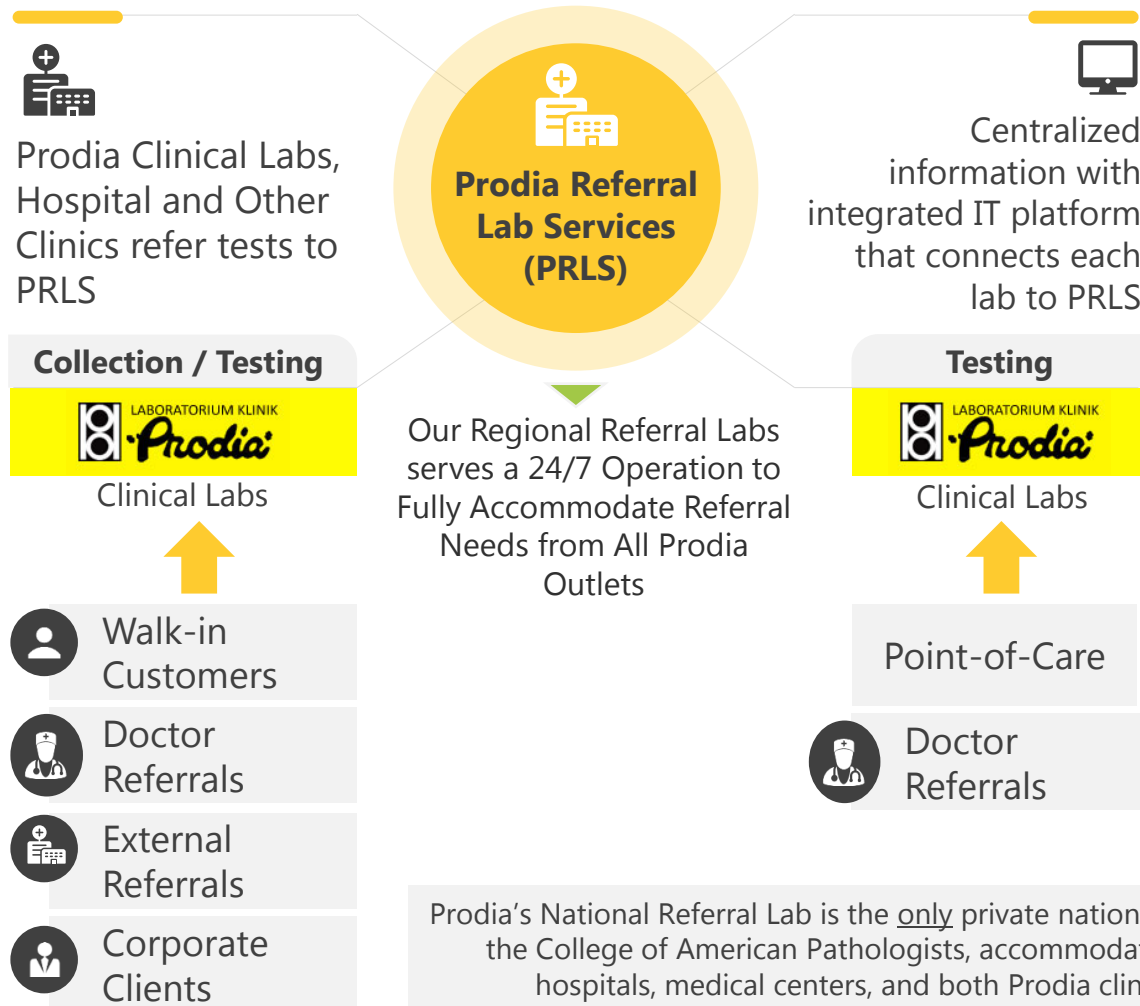 Prodia Clinical Labs,
Hospital and Other
Clinics refer tests to
PRLS
Prodia Referral
Lab Services
(PRLS)
Centralized
information with
integrated IT platform
that connects each
lab to PRLS
Collection / Testing
LABORATORIUM KLINIK
Prodia
Clinical Labs
Walk-in
Customers
Doctor
Referrals
External
Referrals
Corporate
Clients
Our Regional Referral Labs
serves a 24/7 Operation to
Fully Accommodate Referral
Needs from All Prodia
Outlets
Testing
LABORATORIUM KLINIK
Prodia
Clinical Labs
Point-of-Care
Doctor
Referrals
Prodia’s National Referral Lab is the only private
the College of American Pathologists,
hospitals, medical centers, and both Prodia